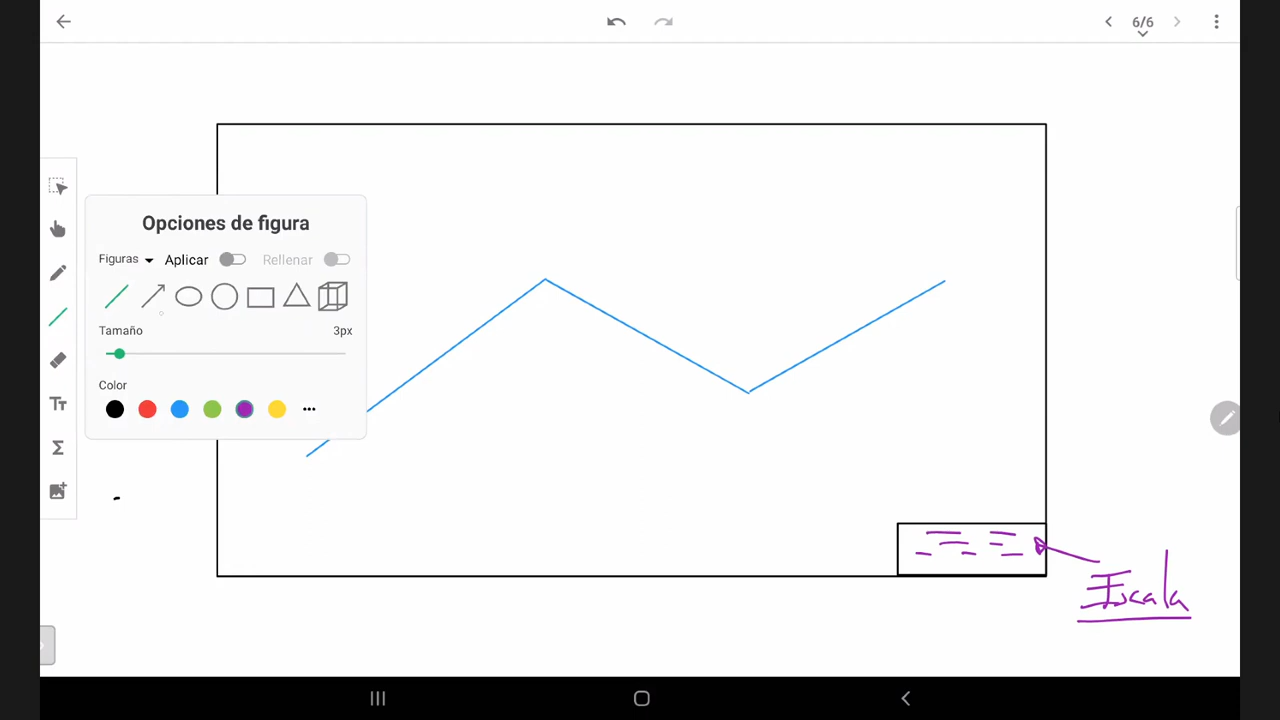 6/6
Opciones de figura
Figuras Aplicar Rellenar
Tamaño 3px
Color
Escala